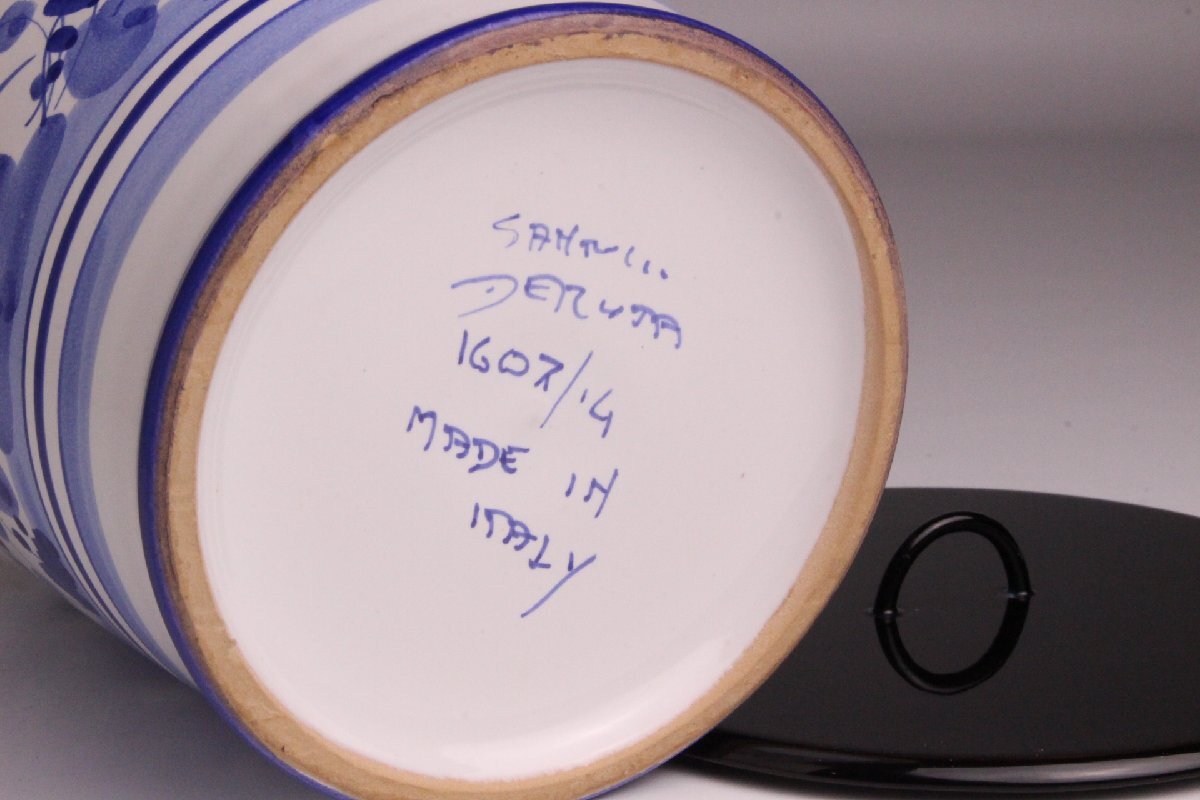 DERUTA
1607/14
MADE IN
ITALY